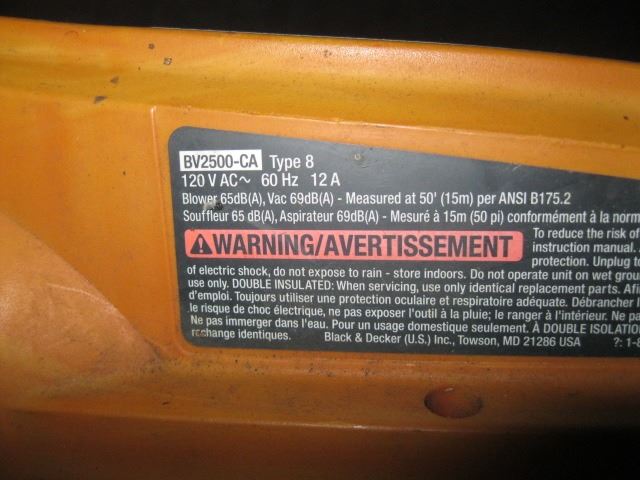 BV2500-CA Type 8
120 V AC~ 60 Hz 12 A
Blower 65dB(A), Vac 69dB(A) - Measured at 50' (15m) per ANSI B175.2
Souffleur 65 dB(A), Aspirateur 69dB(A) - Mesuré à 15m (50 pi) conformément à la norm
WARNING/AVERTISSEMENT
To reduce the risk of
instruction manual.
protection. Unplug to
of electric shock, do not expose to rain - store indoors. Do not operate unit on wet grou
use only. DOUBLE INSULATED: When servicing, use only identical replacement parts. Afi
d'emploi. Toujours utiliser une protection oculaire et respiratoire adéquate. Débrancher l
le risque de choc électrique, ne pas exposer l'outil à la pluie; le ranger à l'intérieur. Ne pa
Ne pas immerger dans l'eau. Pour un usage domestique seulement. À DOUBLE ISOLATIO
rechange identiques. Black & Decker (U.S.) Inc., Towson, MD 21286 USA ?: 1-8